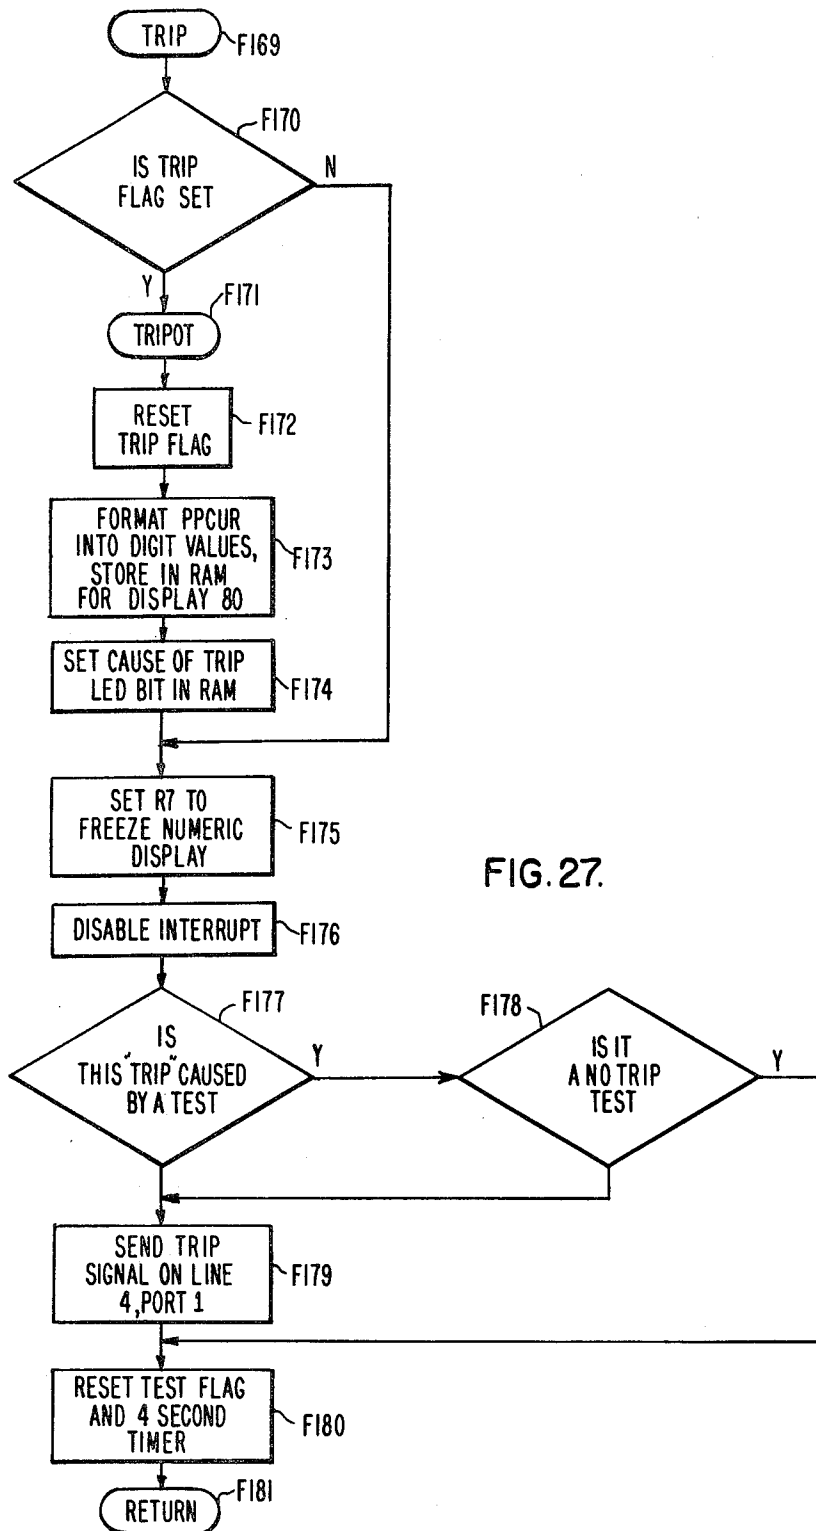 TRIP
F169
F170
IS TRIP
FLAG SET
N
Y
F171
TRIPOT
RESET
TRIP FLAG
F172
FORMAT PPCUR
INTO DIGIT VALUES,
STORE IN RAM
FOR DISPLAY 80
F173
SET CAUSE OF TRIP
LED BIT IN RAM
F174
SET R7 TO
FREEZE NUMERIC
DISPLAY
F175
FIG. 27.
DISABLE INTERRUPT
F176
F177
IS
THIS "TRIP" CAUSED
BY A TEST
Y
F178
IS IT
A NO TRIP
TEST
Y
SEND TRIP
SIGNAL ON LINE
4, PORT 1
F179
RESET TEST FLAG
AND 4 SECOND
TIMER
F180
F181
RETURN